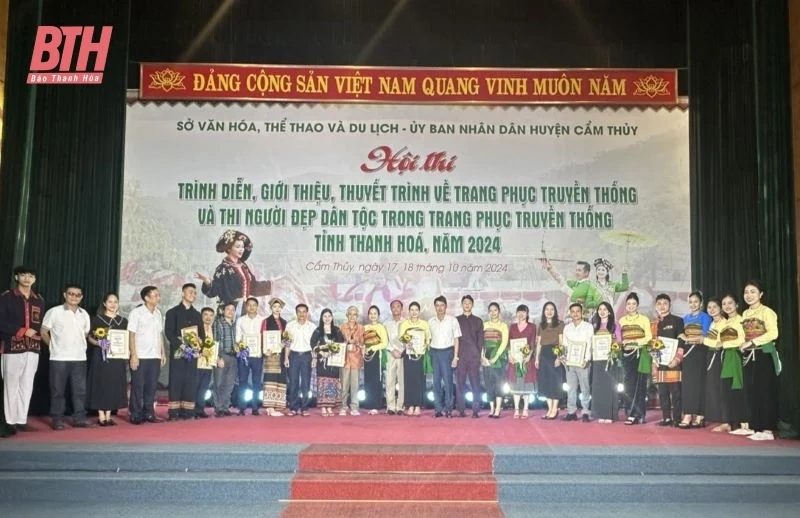 BTH
Báo Thanh Hóa
ĐẢNG CỘNG SẢN VIỆT NAM QUANG VINH MUÔN NĂM
SỞ VĂN HÓA, THỂ THAO VÀ DU LỊCH - ỦY BAN NHÂN DÂN HUYỆN CẨM THỦY
Hội thi
TRÌNH DIỄN, GIỚI THIỆU, THUYẾT TRÌNH VỀ TRANG PHỤC TRUYỀN THỐNG
VÀ THI NGƯỜI ĐẸP DÂN TỘC TRONG TRANG PHỤC TRUYỀN THỐNG
TỈNH THANH HOÁ, NĂM 2024
Cẩm Thủy, ngày 17, 18 tháng 10 năm 2024